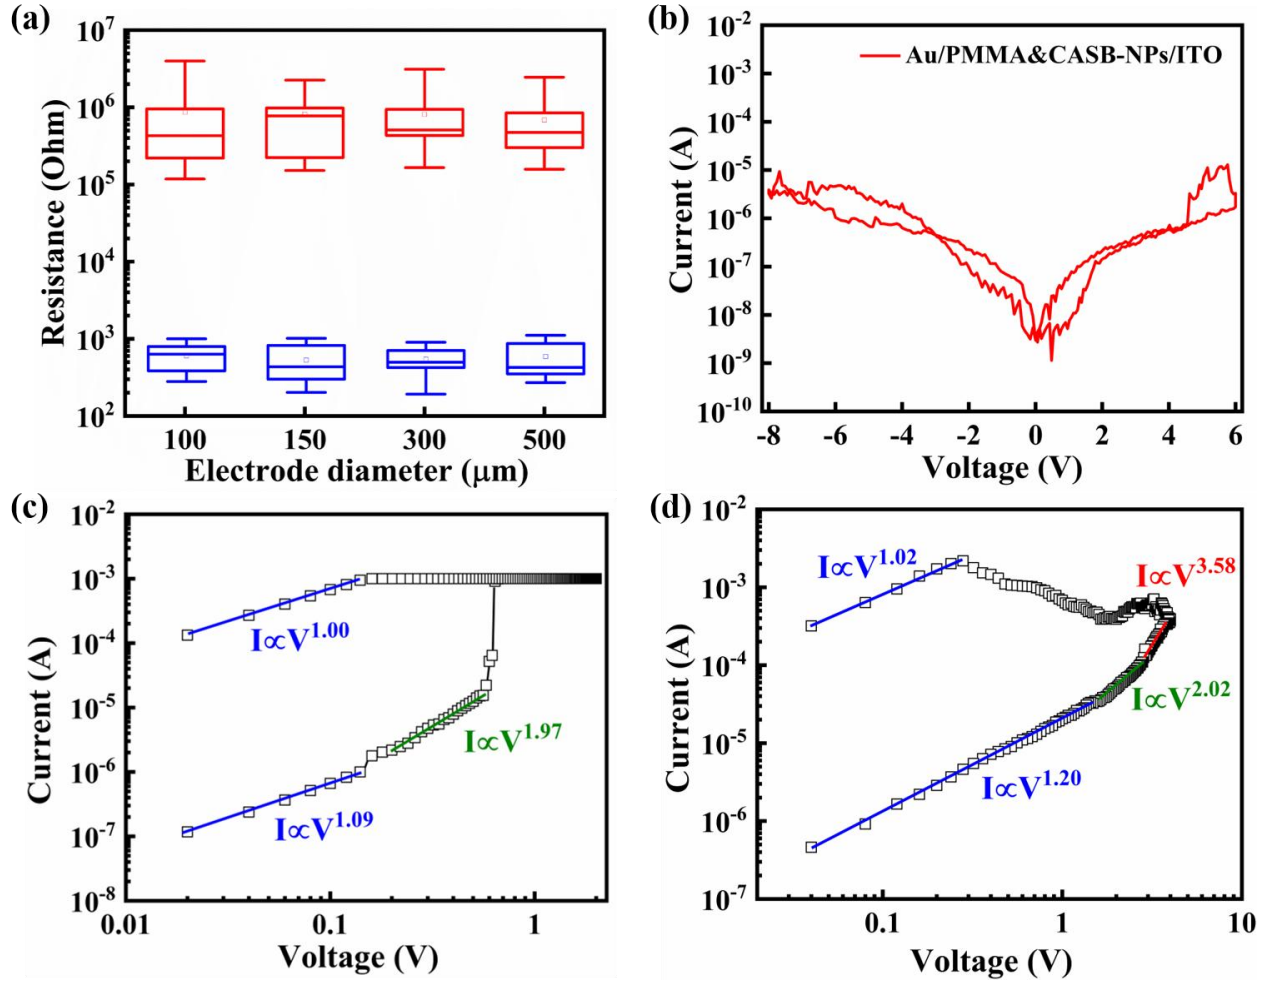 (a)
10^7
10^6
10^5
10^4
10^3
10^2
Resistance (Ohm)
100 150 300 500
Electrode diameter (μm)
(b)
Au/PMMA&CASB-NPs/ITO
10^-2
10^-3
10^-4
10^-5
10^-6
10^-7
10^-8
10^-9
10^-10
Current (A)
-8 -6 -4 -2 0 2 4 6
Voltage (V)
(c)
10^-2
10^-3
10^-4
10^-5
10^-6
10^-7
10^-8
Current (A)
I∝V^1.00
I∝V^1.97
I∝V^1.09
0.01 0.1 1
Voltage (V)
(d)
10^-2
10^-3
10^-4
10^-5
10^-6
10^-7
Current (A)
I∝V^1.02
I∝V^3.58
I∝V^2.02
I∝V^1.20
0.1 1 10
Voltage (V)